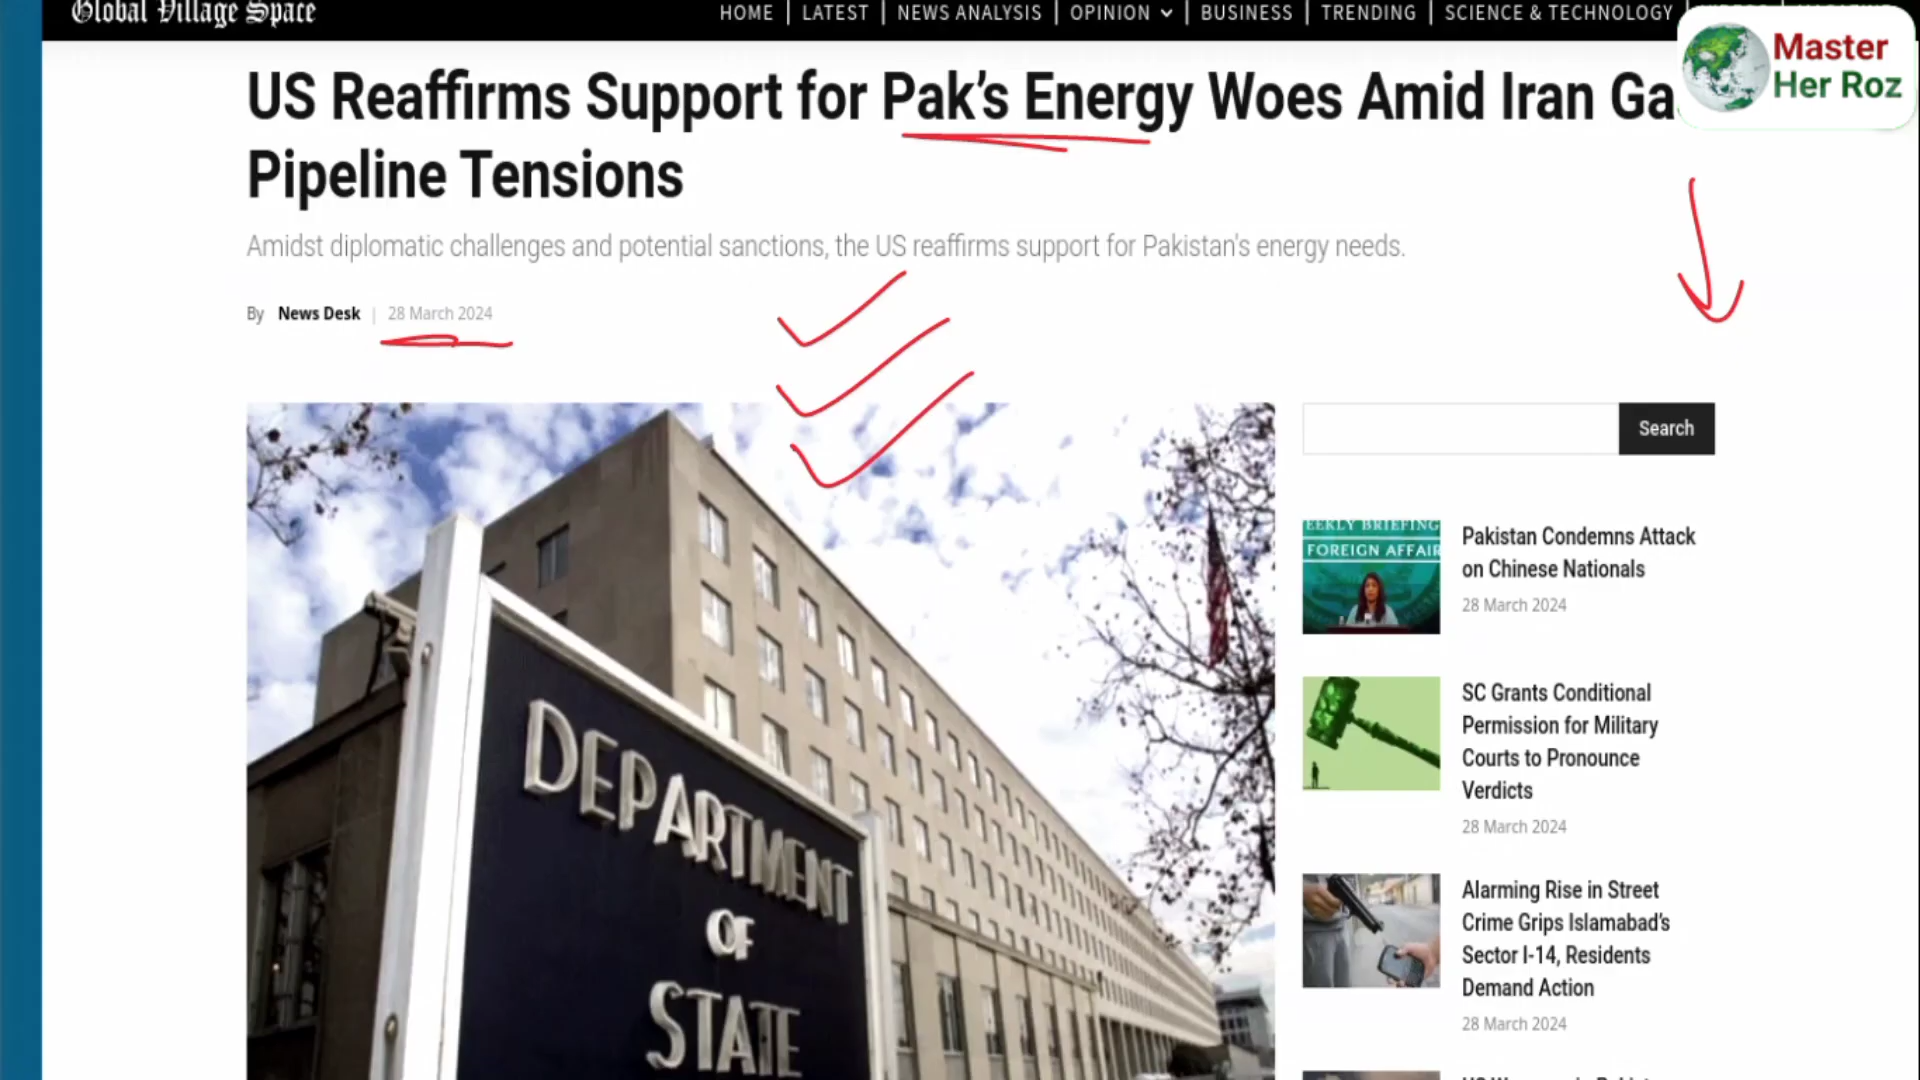 Global Village Space
HOME | LATEST | NEWS ANALYSIS | OPINION | BUSINESS | TRENDING | SCIENCE & TECHNOLOGY
Master
Her Roz
US Reaffirms Support for Pak's Energy Woes Amid Iran Ga
Pipeline Tensions
Amidst diplomatic challenges and potential sanctions, the US reaffirms support for Pakistan's energy needs.
By News Desk | 28 March 2024
Search
EEKLY BRIEFING
FOREIGN AFFAIR
Pakistan Condemns Attack
on Chinese Nationals
28 March 2024
SC Grants Conditional
Permission for Military
Courts to Pronounce
Verdicts
28 March 2024
Alarming Rise in Street
Crime Grips Islamabad's
Sector I-14, Residents
Demand Action
28 March 2024
DEPARTMENT
OF
STATE